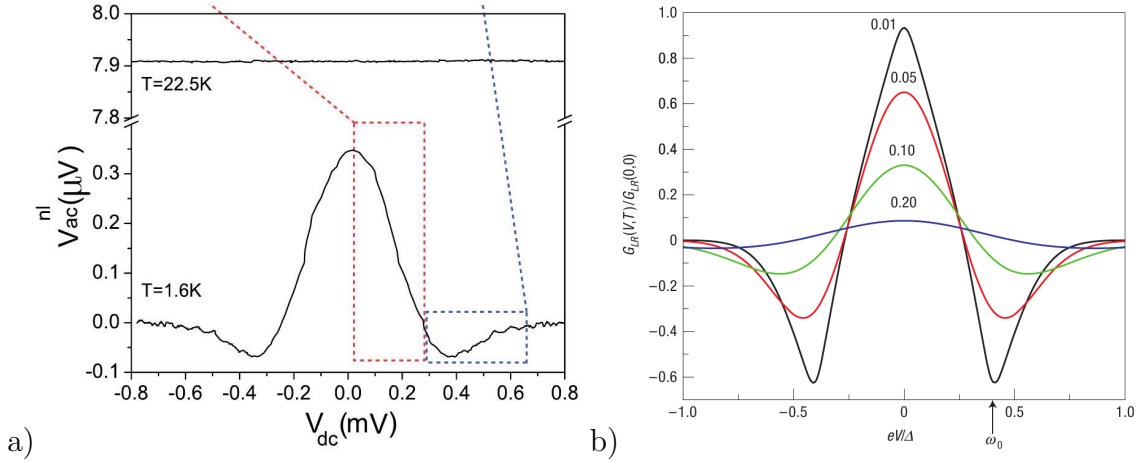 8.0
7.9
T=22.5K
7.8
0.3
0.2
0.1
T=1.6K
0.0
-0.1
V_ac^nl (μV)
-0.8 -0.6 -0.4 -0.2 0.0 0.2 0.4 0.6 0.8
V_dc (mV)
a)
1.0
0.01
0.8
0.05
0.6
0.4
0.10
0.2
0.20
0
−0.2
−0.4
−0.6
G_LR(V,T)/G_LR(0,0)
−1.0 −0.5 0 0.5 1.0
eV/Δ
ω_0
b)